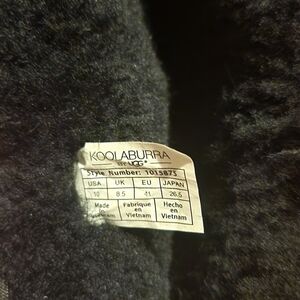 KOOLABURRA
BY UGG®
Style Number: 1015875
USA UK EU JAPAN
10 8.5 41 26.5
Made Fabriqué Hecho
in en en
Vietnam Vietnam Vietnam